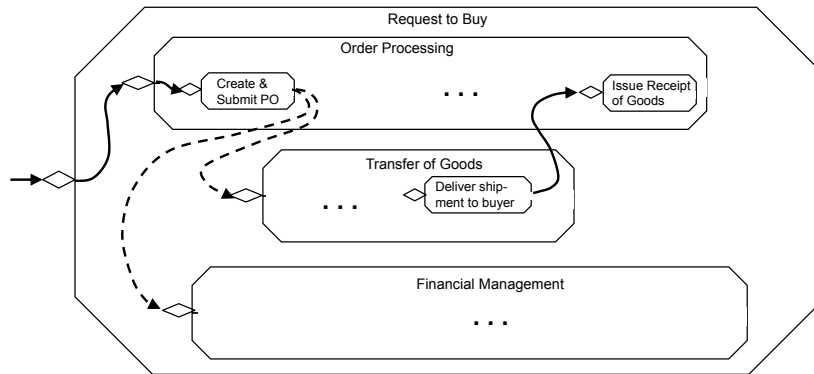 Request to Buy
Order Processing
Create &
Submit PO
. . .
Issue Receipt
of Goods
Transfer of Goods
. . .
Deliver ship-
ment to buyer
Financial Management
. . .